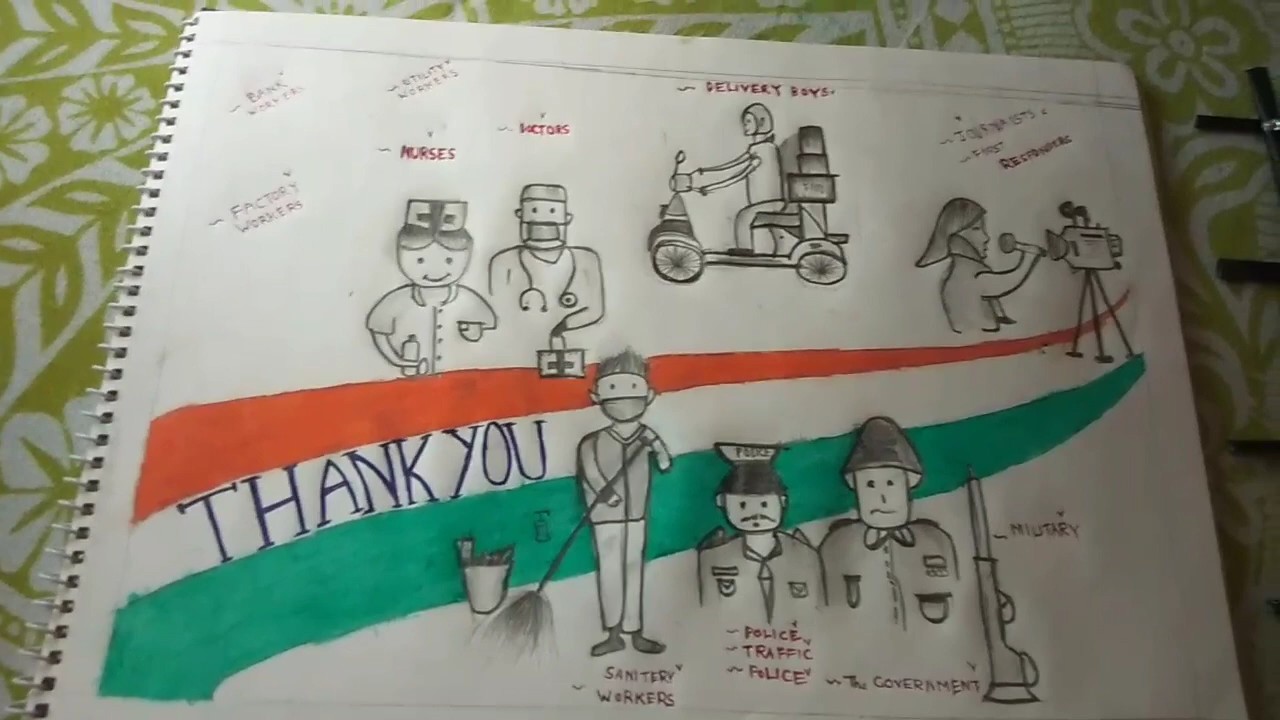 BANK
WORKERS
UTILITY
WORKERS
DOCTORS
NURSES
FACTORY
WORKERS
DELIVERY BOYS.
JOURNALISTS &
FIRST
RESPONDERS
THANK YOU
POLICE
MILITARY
POLICE
TRAFFIC
POLICE
SANITERY
WORKERS
The GOVERNMENT